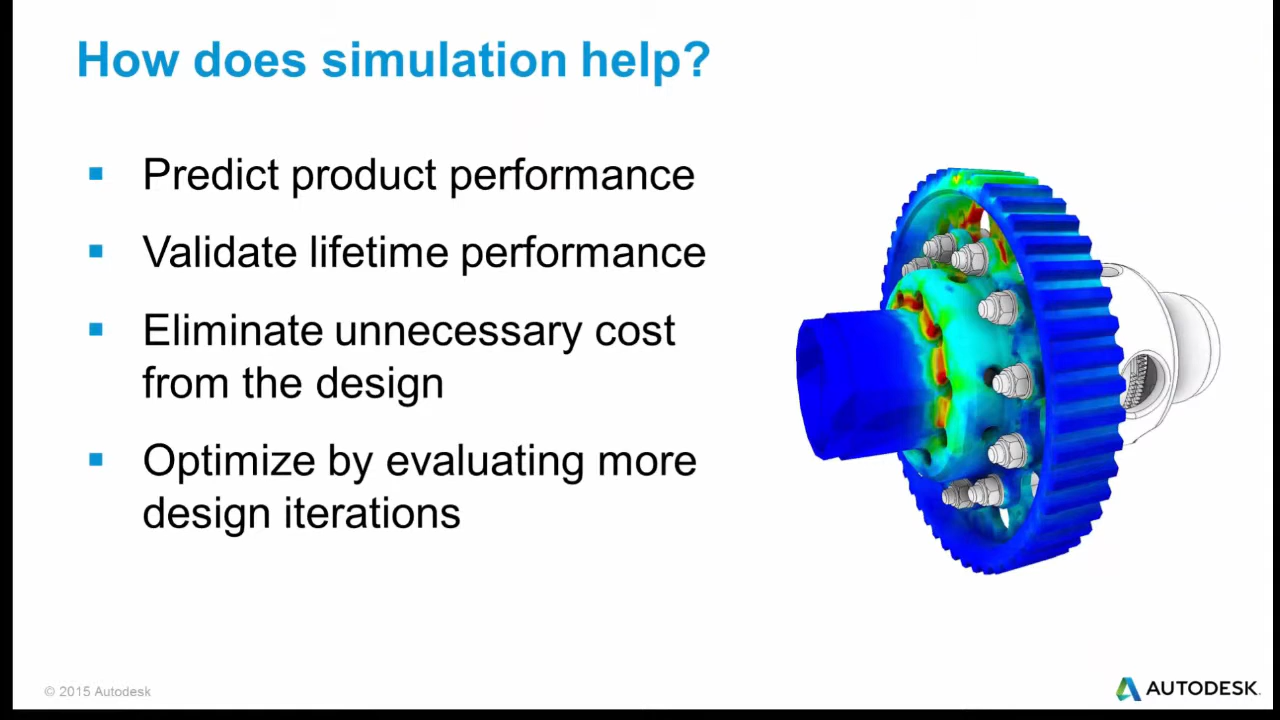 How does simulation help?
▪ Predict product performance
▪ Validate lifetime performance
▪ Eliminate unnecessary cost
from the design
▪ Optimize by evaluating more
design iterations
© 2015 Autodesk
AUTODESK.